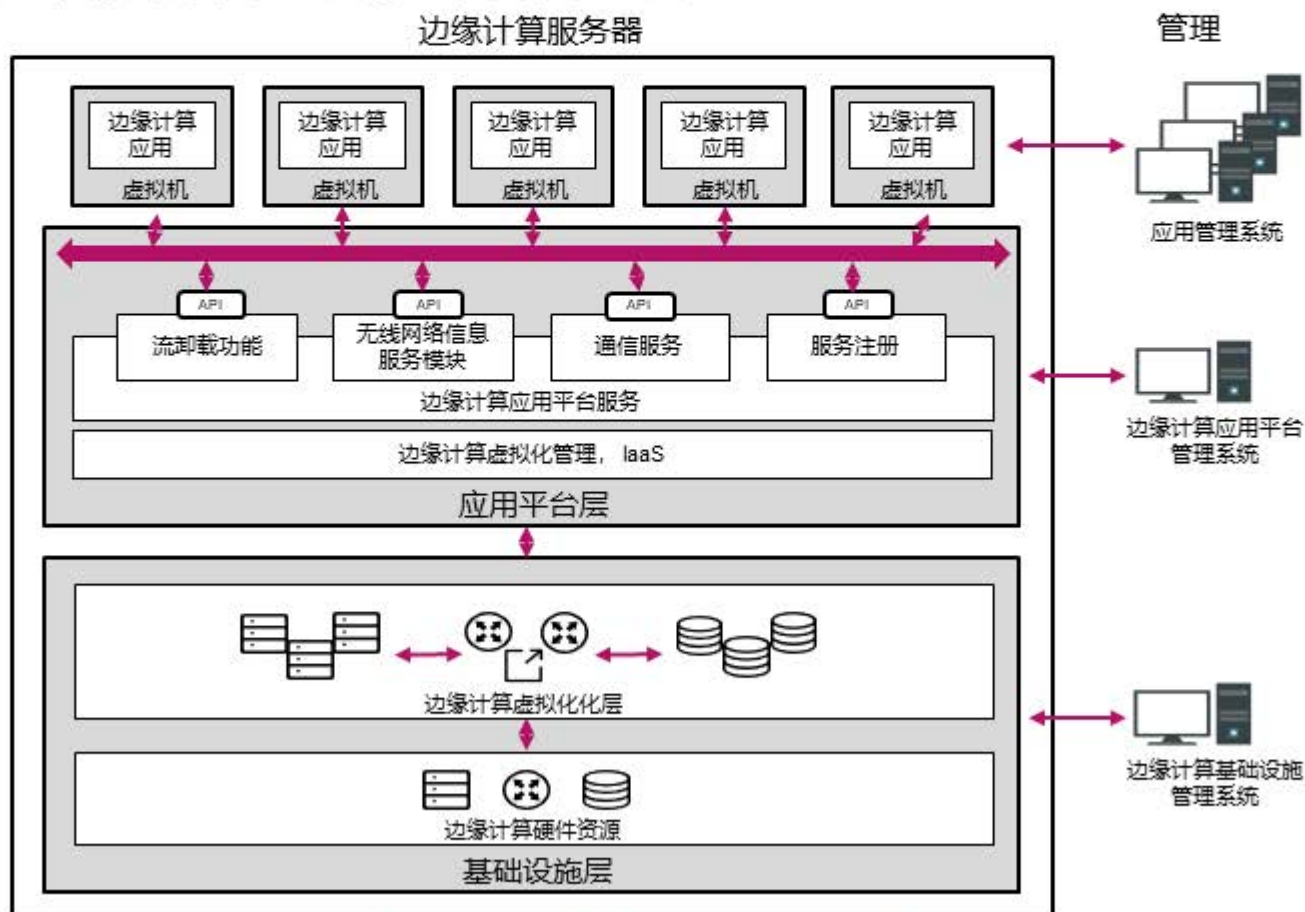 边缘计算服务器
管理
边缘计算
应用
虚拟机
边缘计算
应用
虚拟机
边缘计算
应用
虚拟机
边缘计算
应用
虚拟机
边缘计算
应用
虚拟机
应用管理系统
API
API
API
API
流卸载功能
无线网络信息
服务模块
通信服务
服务注册
边缘计算应用平台服务
边缘计算虚拟化管理，IaaS
应用平台层
边缘计算应用平台
管理系统
边缘计算虚拟化化层
边缘计算硬件资源
基础设施层
边缘计算基础设施
管理系统